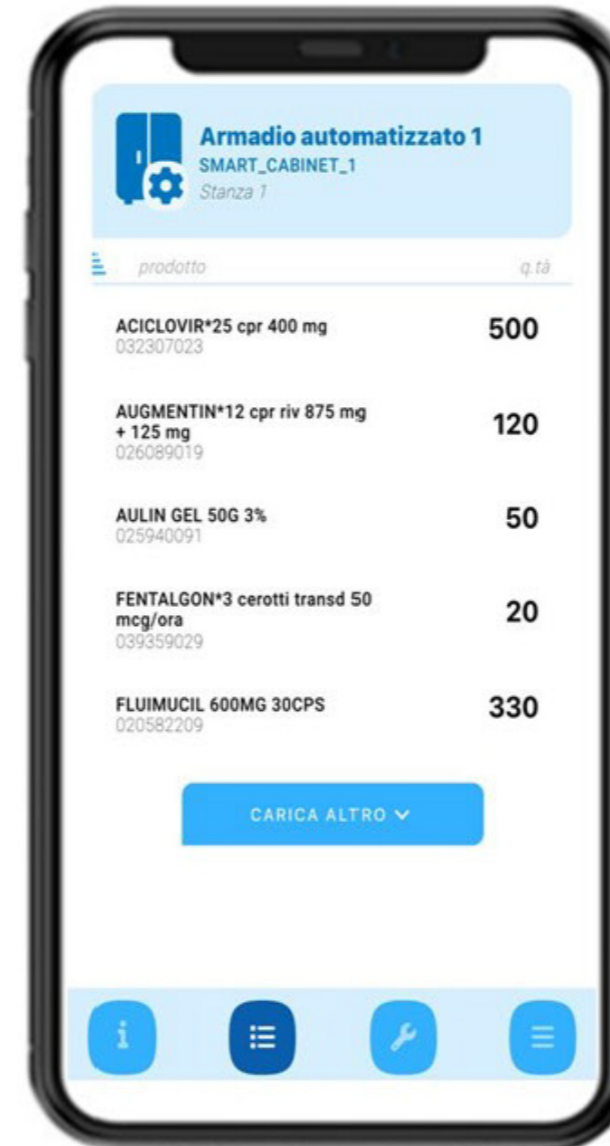 Armadio automatizzato 1
SMART_CABINET_1
Stanza 1
prodotto q.tà
ACICLOVIR*25 cpr 400 mg 500
032307023
AUGMENTIN*12 cpr riv 875 mg
+ 125 mg 120
026089019
AULIN GEL 50G 3% 50
025940091
FENTALGON*3 cerotti transd 50
mcg/ora 20
039359029
FLUIMUCIL 600MG 30CPS 330
020582209
CARICA ALTRO